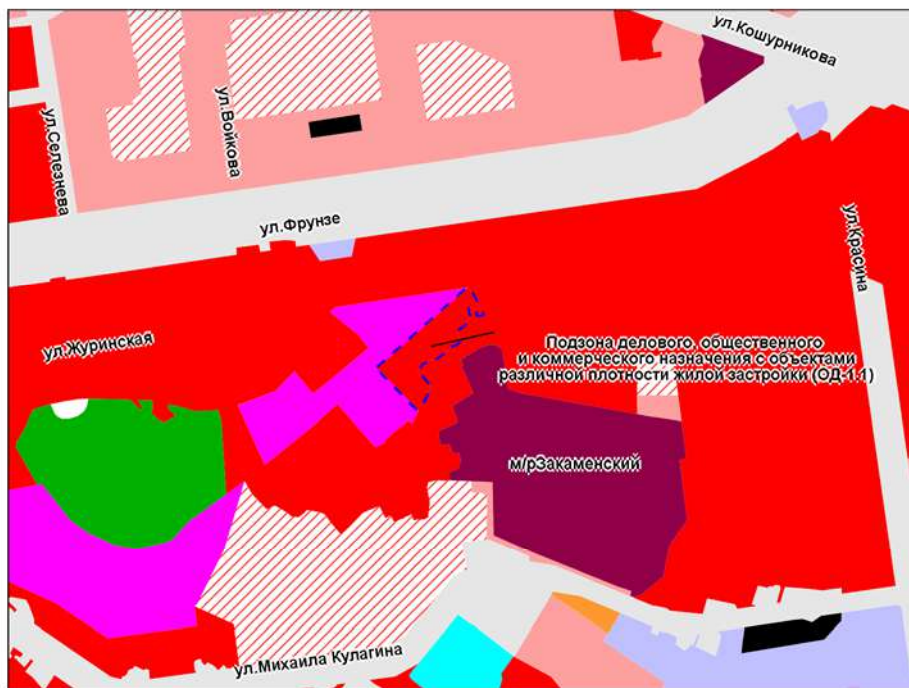 ул.Кошурникова
ул.Селезнева
ул.Войкова
ул.Фрунзе
ул.Красина
ул.Журинская
Подзона делового, общественного
и коммерческого назначения с объектами
различной плотности жилой застройки (ОД-1.1)
м/рЗакаменский
ул.Михаила Кулагина